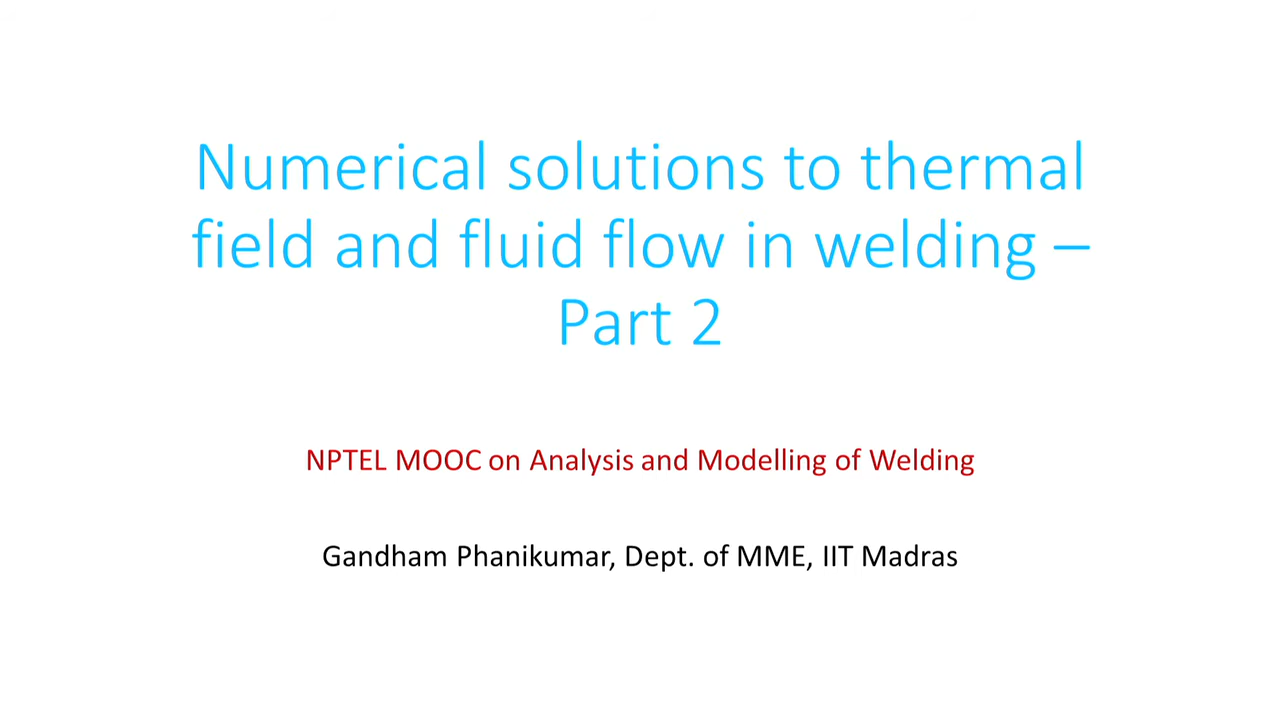 Numerical solutions to thermal
field and fluid flow in welding –
Part 2
NPTEL MOOC on Analysis and Modelling of Welding
Gandham Phanikumar, Dept. of MME, IIT Madras